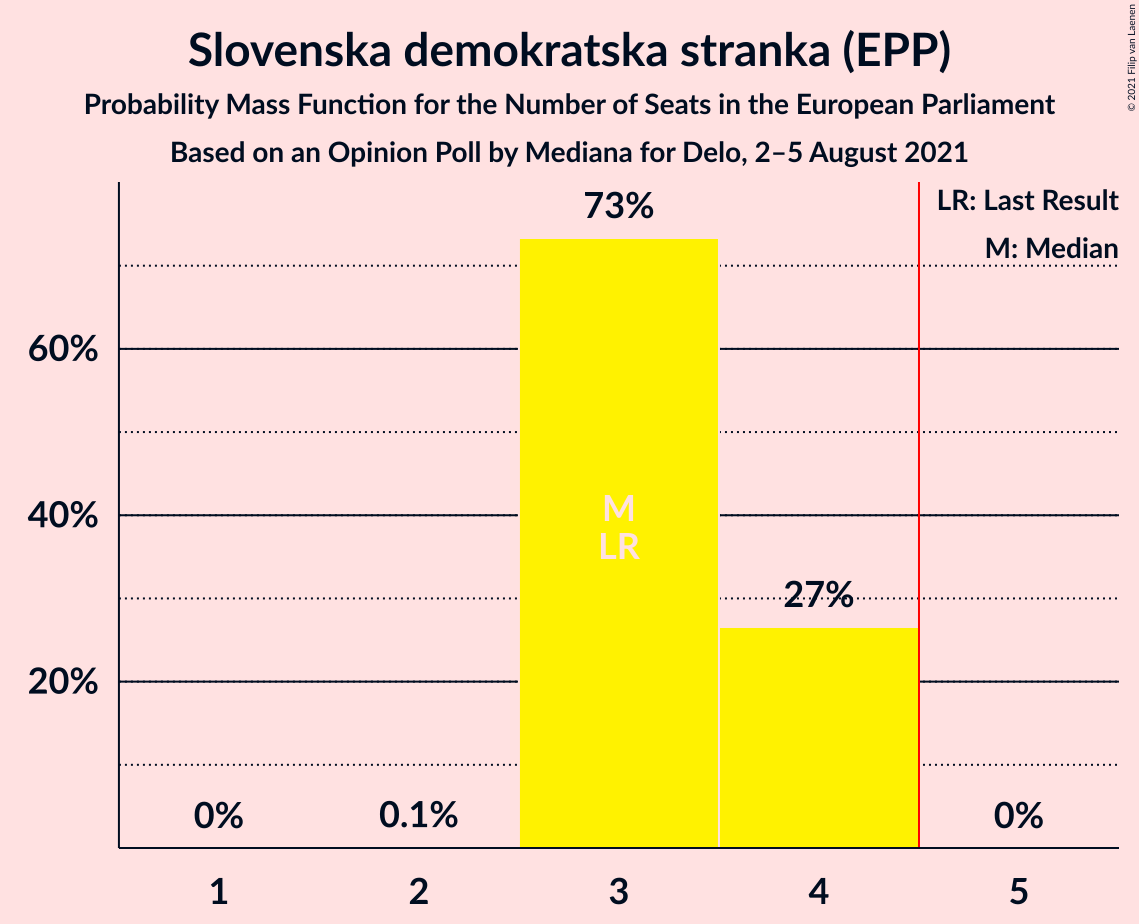 Slovenska demokratska stranka (EPP)
Probability Mass Function for the Number of Seats in the European Parliament
Based on an Opinion Poll by Mediana for Delo, 2–5 August 2021
© 2021 Filip van Laenen
LR: Last Result
M: Median
73%
60%
40%
20%
M
LR
27%
0%
0.1%
0%
1
2
3
4
5